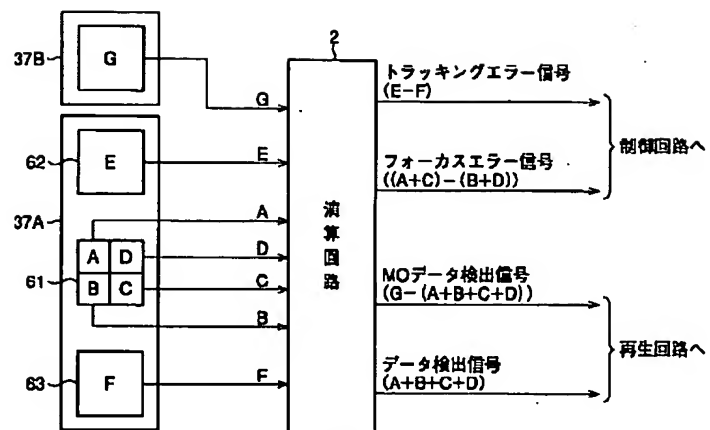 2
37B
G
G
トラッキングエラー信号
(E-F)
制御回路へ
62
E
E
フォーカスエラー信号
((A+C)-(B+D))
37A
A
演算回路
A D
D
61
B C
C
MOデータ検出信号
(G-(A+B+C+D))
B
再生回路へ
63
F
F
データ検出信号
(A+B+C+D)